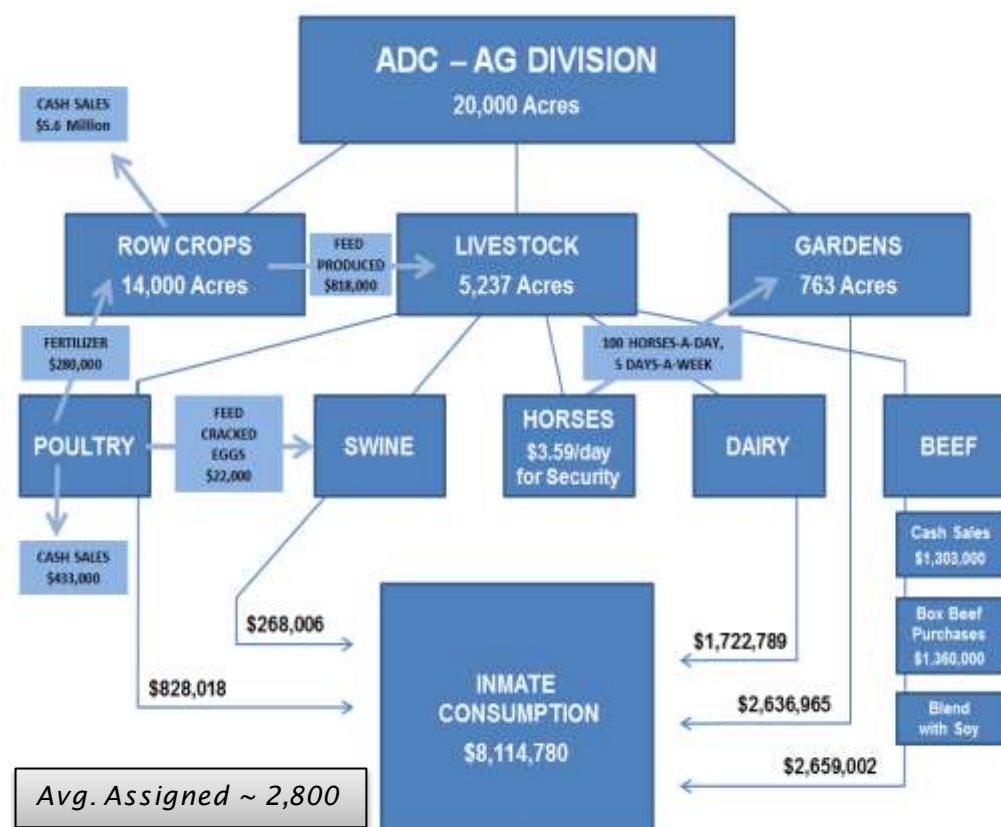 ADC – AG DIVISION
20,000 Acres
CASH SALES
$5.6 Million
ROW CROPS
14,000 Acres
FEED
PRODUCED
$818,000
LIVESTOCK
5,237 Acres
GARDENS
763 Acres
FERTILIZER
$280,000
100 HORSES-A-DAY,
5 DAYS-A-WEEK
POULTRY
FEED
CRACKED
EGGS
$22,000
SWINE
HORSES
$3.59/day
for Security
DAIRY
BEEF
CASH SALES
$433,000
Cash Sales
$1,303,000
Box Beef
Purchases
$1,360,000
Blend
with Soy
$268,006
$828,018
INMATE
CONSUMPTION
$8,114,780
$1,722,789
$2,636,965
$2,659,002
Avg. Assigned ~ 2,800